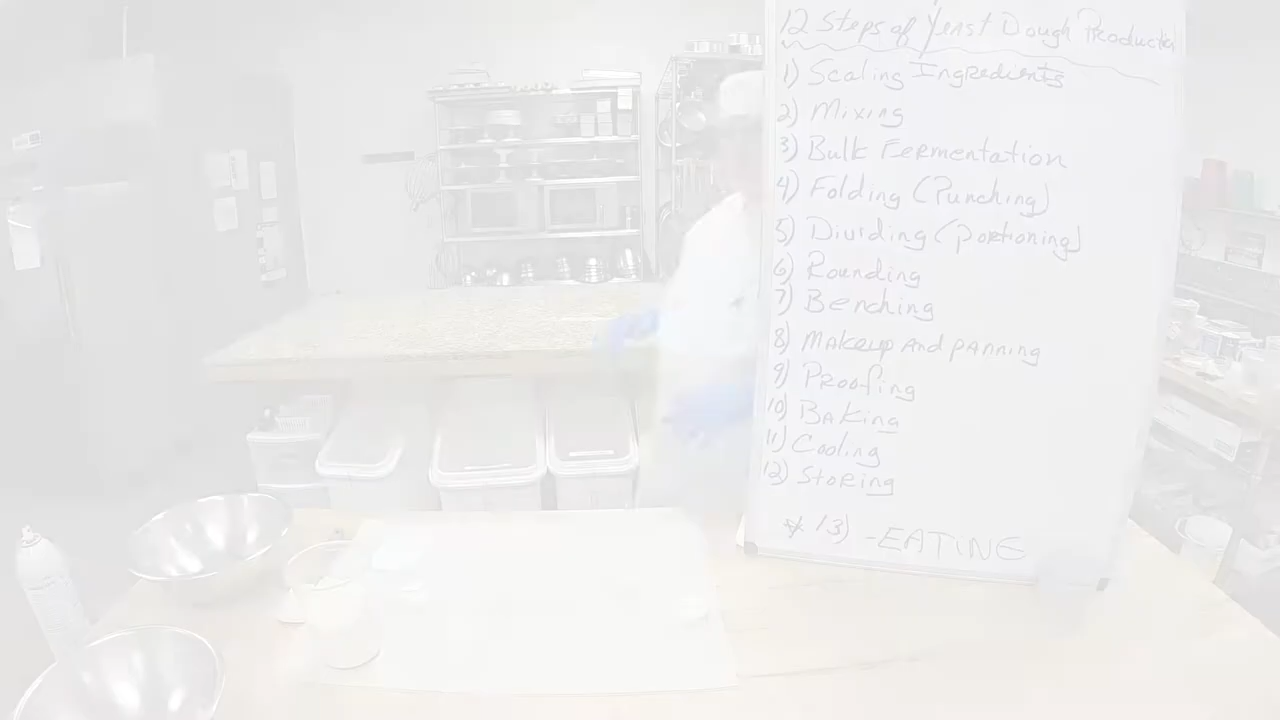 12 Steps of Yeast Dough Production
1) Scaling Ingredients
2) Mixing
3) Bulk Fermentation
4) Folding (Punching)
5) Dividing (portioning)
6) Rounding
7) Benching
8) Makeup and panning
9) Proofing
10) Baking
11) Cooling
12) Storing
* 13) - EATING